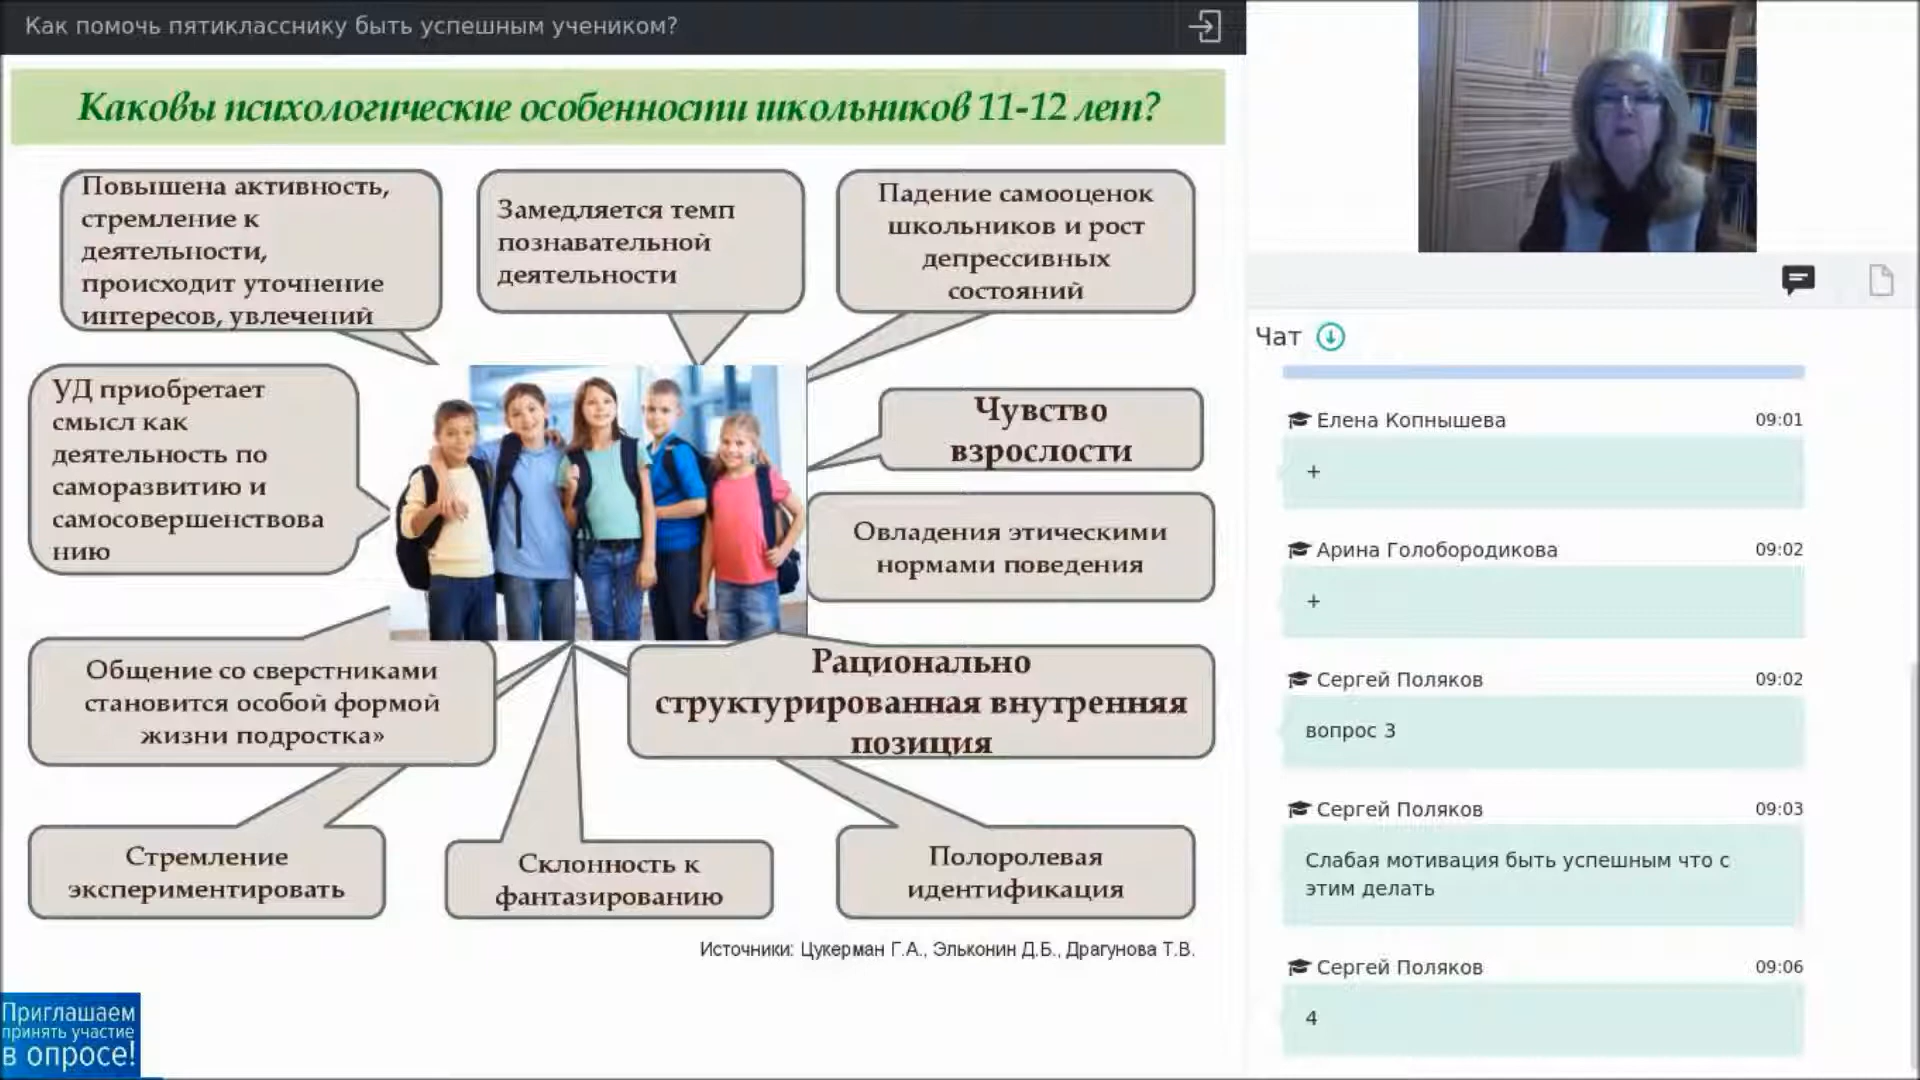 Как помочь пятикласснику быть успешным учеником?
Каковы психологические особенности школьников 11-12 лет?
Повышена активность,
стремление к
деятельности,
происходит уточнение
интересов, увлечений
Замедляется темп
познавательной
деятельности
Падение самооценок
школьников и рост
депрессивных
состояний
УД приобретает
смысл как
деятельность по
саморазвитию и
самосовершенствова
нию
Чувство
взрослости
Овладения этическими
нормами поведения
Общение со сверстниками
становится особой формой
жизни подростка»
Рационально
структурированная внутренняя
позиция
Стремление
экспериментировать
Склонность к
фантазированию
Полоролевая
идентификация
Источники: Цукерман Г.А., Эльконин Д.Б., Драгунова Т.В.
Приглашаем
принять участие
в опросе!
Чат
Елена Копнышева 09:01
+
Арина Голобородикова 09:02
+
Сергей Поляков 09:02
вопрос 3
Сергей Поляков 09:03
Слабая мотивация быть успешным что с
этим делать
Сергей Поляков 09:06
4